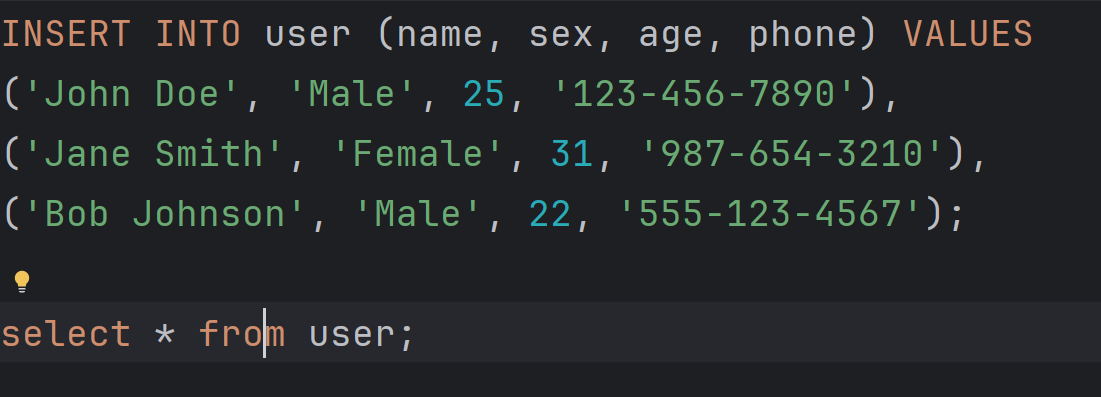 INSERT INTO user (name, sex, age, phone) VALUES
('John Doe', 'Male', 25, '123-456-7890'),
('Jane Smith', 'Female', 31, '987-654-3210'),
('Bob Johnson', 'Male', 22, '555-123-4567');
select * from user;